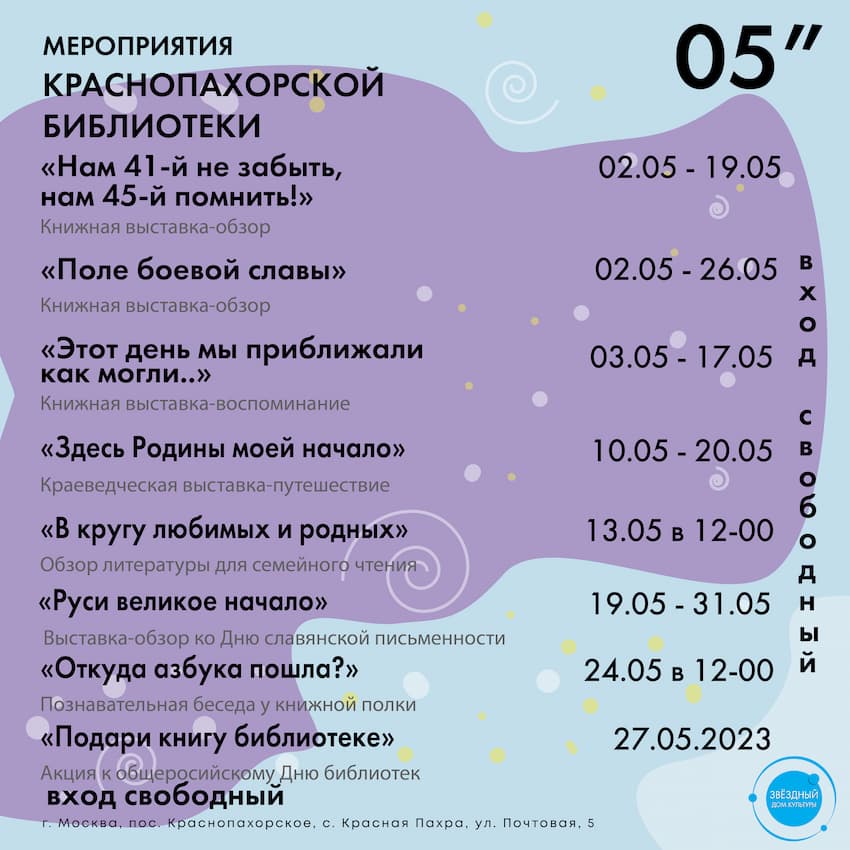 МЕРОПРИЯТИЯ
КРАСНОПАХОРСКОЙ
БИБЛИОТЕКИ
05”
«Нам 41-й не забыть,
нам 45-й помнить!»
02.05 - 19.05
Книжная выставка-обзор
«Поле боевой славы»
02.05 - 26.05
Книжная выставка-обзор
«Этот день мы приближали
как могли..»
03.05 - 17.05
Книжная выставка-воспоминание
«Здесь Родины моей начало»
10.05 - 20.05
Краеведческая выставка-путешествие
«В кругу любимых и родных»
13.05 в 12-00
Обзор литературы для семейного чтения
«Руси великое начало»
19.05 - 31.05
Выставка-обзор ко Дню славянской письменности
«Откуда азбука пошла?»
24.05 в 12-00
Познавательная беседа у книжной полки
«Подари книгу библиотеке»
27.05.2023
Акция к общеросийскому Дню библиотек
вход свободный
г. Москва, пос. Краснопахорское, с. Красная Пахра, ул. Почтовая, 5
вход свободный
ЗВЁЗДНЫЙ
ДОМ КУЛЬТУРЫ